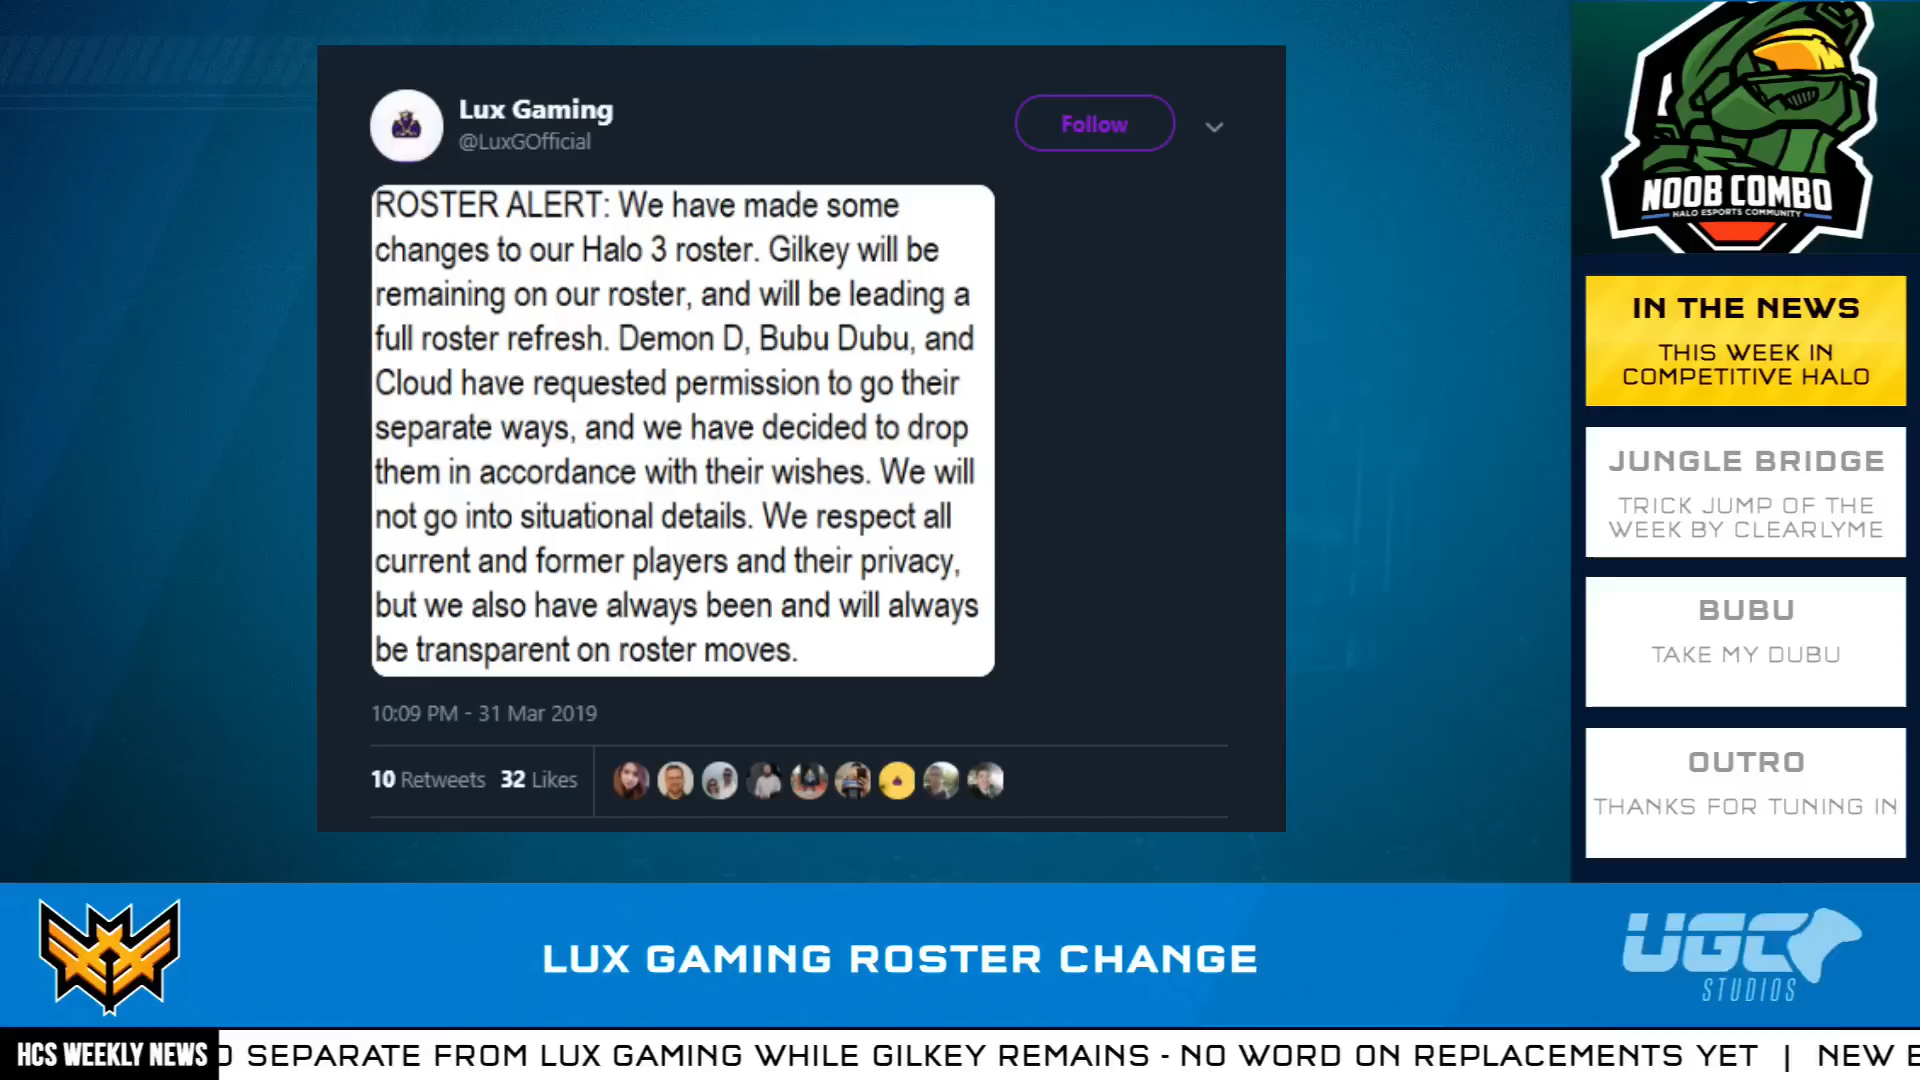 Lux Gaming
@LuxGOfficial
Follow
ROSTER ALERT: We have made some
changes to our Halo 3 roster. Gilkey will be
remaining on our roster, and will be leading a
full roster refresh. Demon D, Bubu Dubu, and
Cloud have requested permission to go their
separate ways, and we have decided to drop
them in accordance with their wishes. We will
not go into situational details. We respect all
current and former players and their privacy,
but we also have always been and will always
be transparent on roster moves.
10:09 PM - 31 Mar 2019
10 Retweets 32 Likes
NOOB COMBO
HALO ESPORTS COMMUNITY
IN THE NEWS
THIS WEEK IN
COMPETITIVE HALO
JUNGLE BRIDGE
TRICK JUMP OF THE
WEEK BY CLEARLYME
BUBU
TAKE MY DUBU
OUTRO
THANKS FOR TUNING IN
LUX GAMING ROSTER CHANGE
UGC
STUDIOS
HCS WEEKLY NEWS
SEPARATE FROM LUX GAMING WHILE GILKEY REMAINS - NO WORD ON REPLACEMENTS YET | NEW